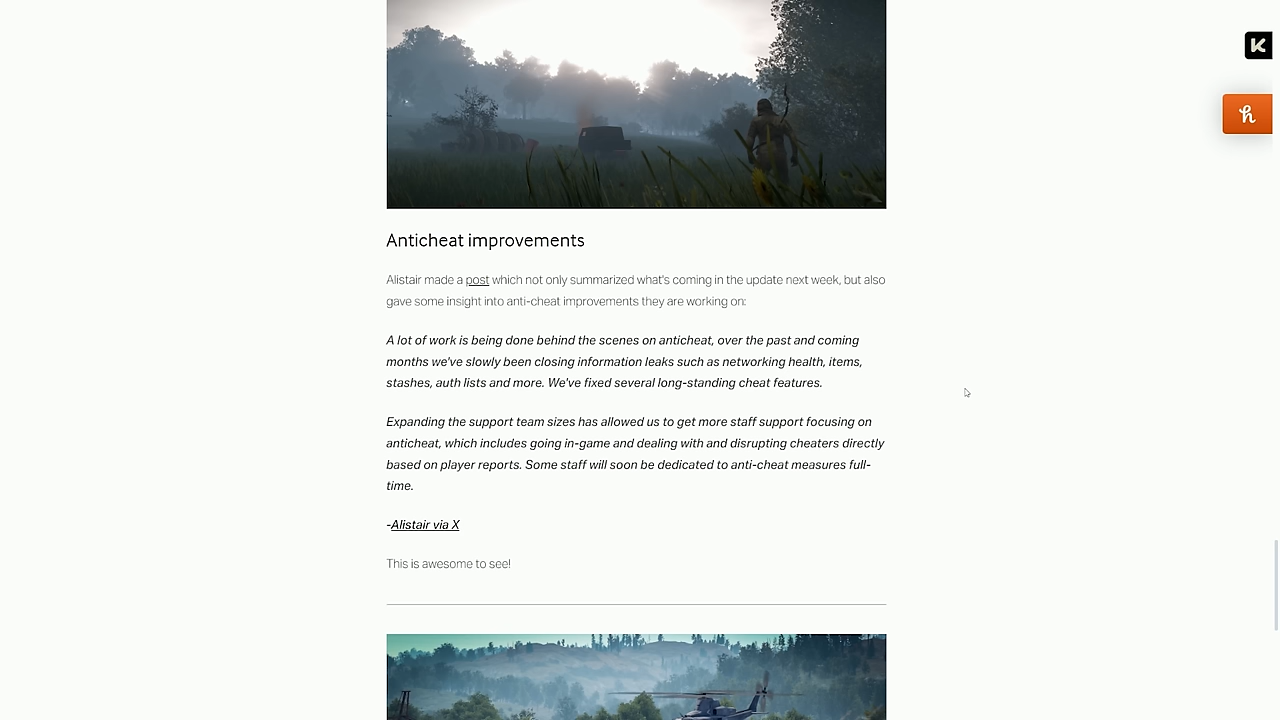 Anticheat improvements
Alistair made a post which not only summarized what's coming in the update next week, but also
gave some insight into anti-cheat improvements they are working on:
A lot of work is being done behind the scenes on anticheat, over the past and coming
months we've slowly been closing information leaks such as networking health, items,
stashes, auth lists and more. We've fixed several long-standing cheat features.
Expanding the support team sizes has allowed us to get more staff support focusing on
anticheat, which includes going in-game and dealing with and disrupting cheaters directly
based on player reports. Some staff will soon be dedicated to anti-cheat measures full-
time.
-Alistair via X
This is awesome to see!